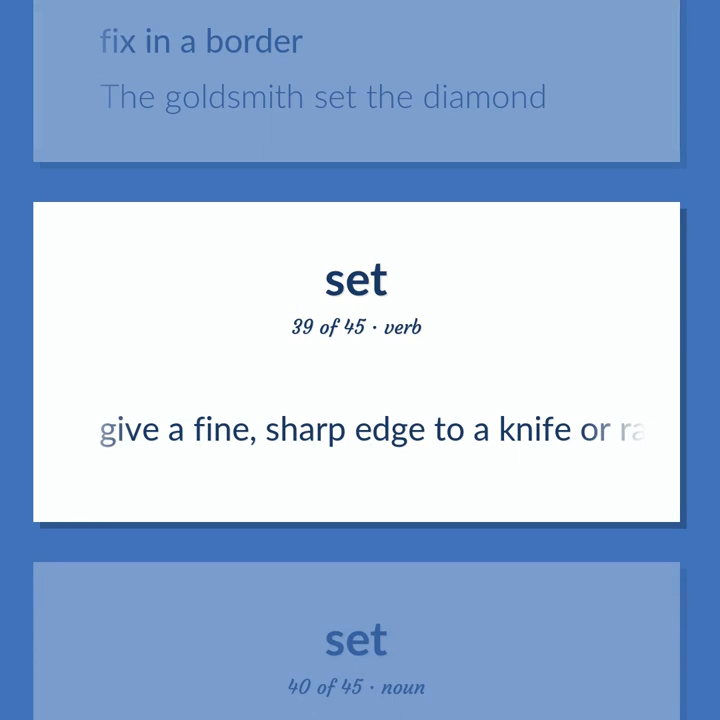 fix in a border
The goldsmith set the diamond
set
39 of 45 · verb
give a fine, sharp edge to a knife or
set
40 of 45 · noun